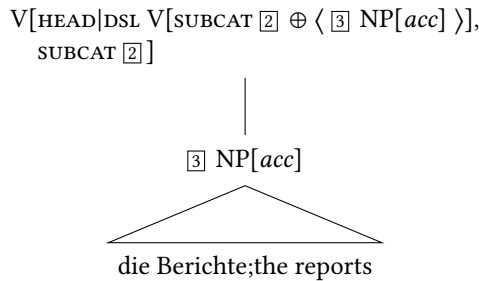 V[HEAD|DSL V[SUBCAT 2 ⊕ ⟨ 3 NP[acc] ⟩],
SUBCAT 2 ]
3 NP[acc]
die Berichte;the reports